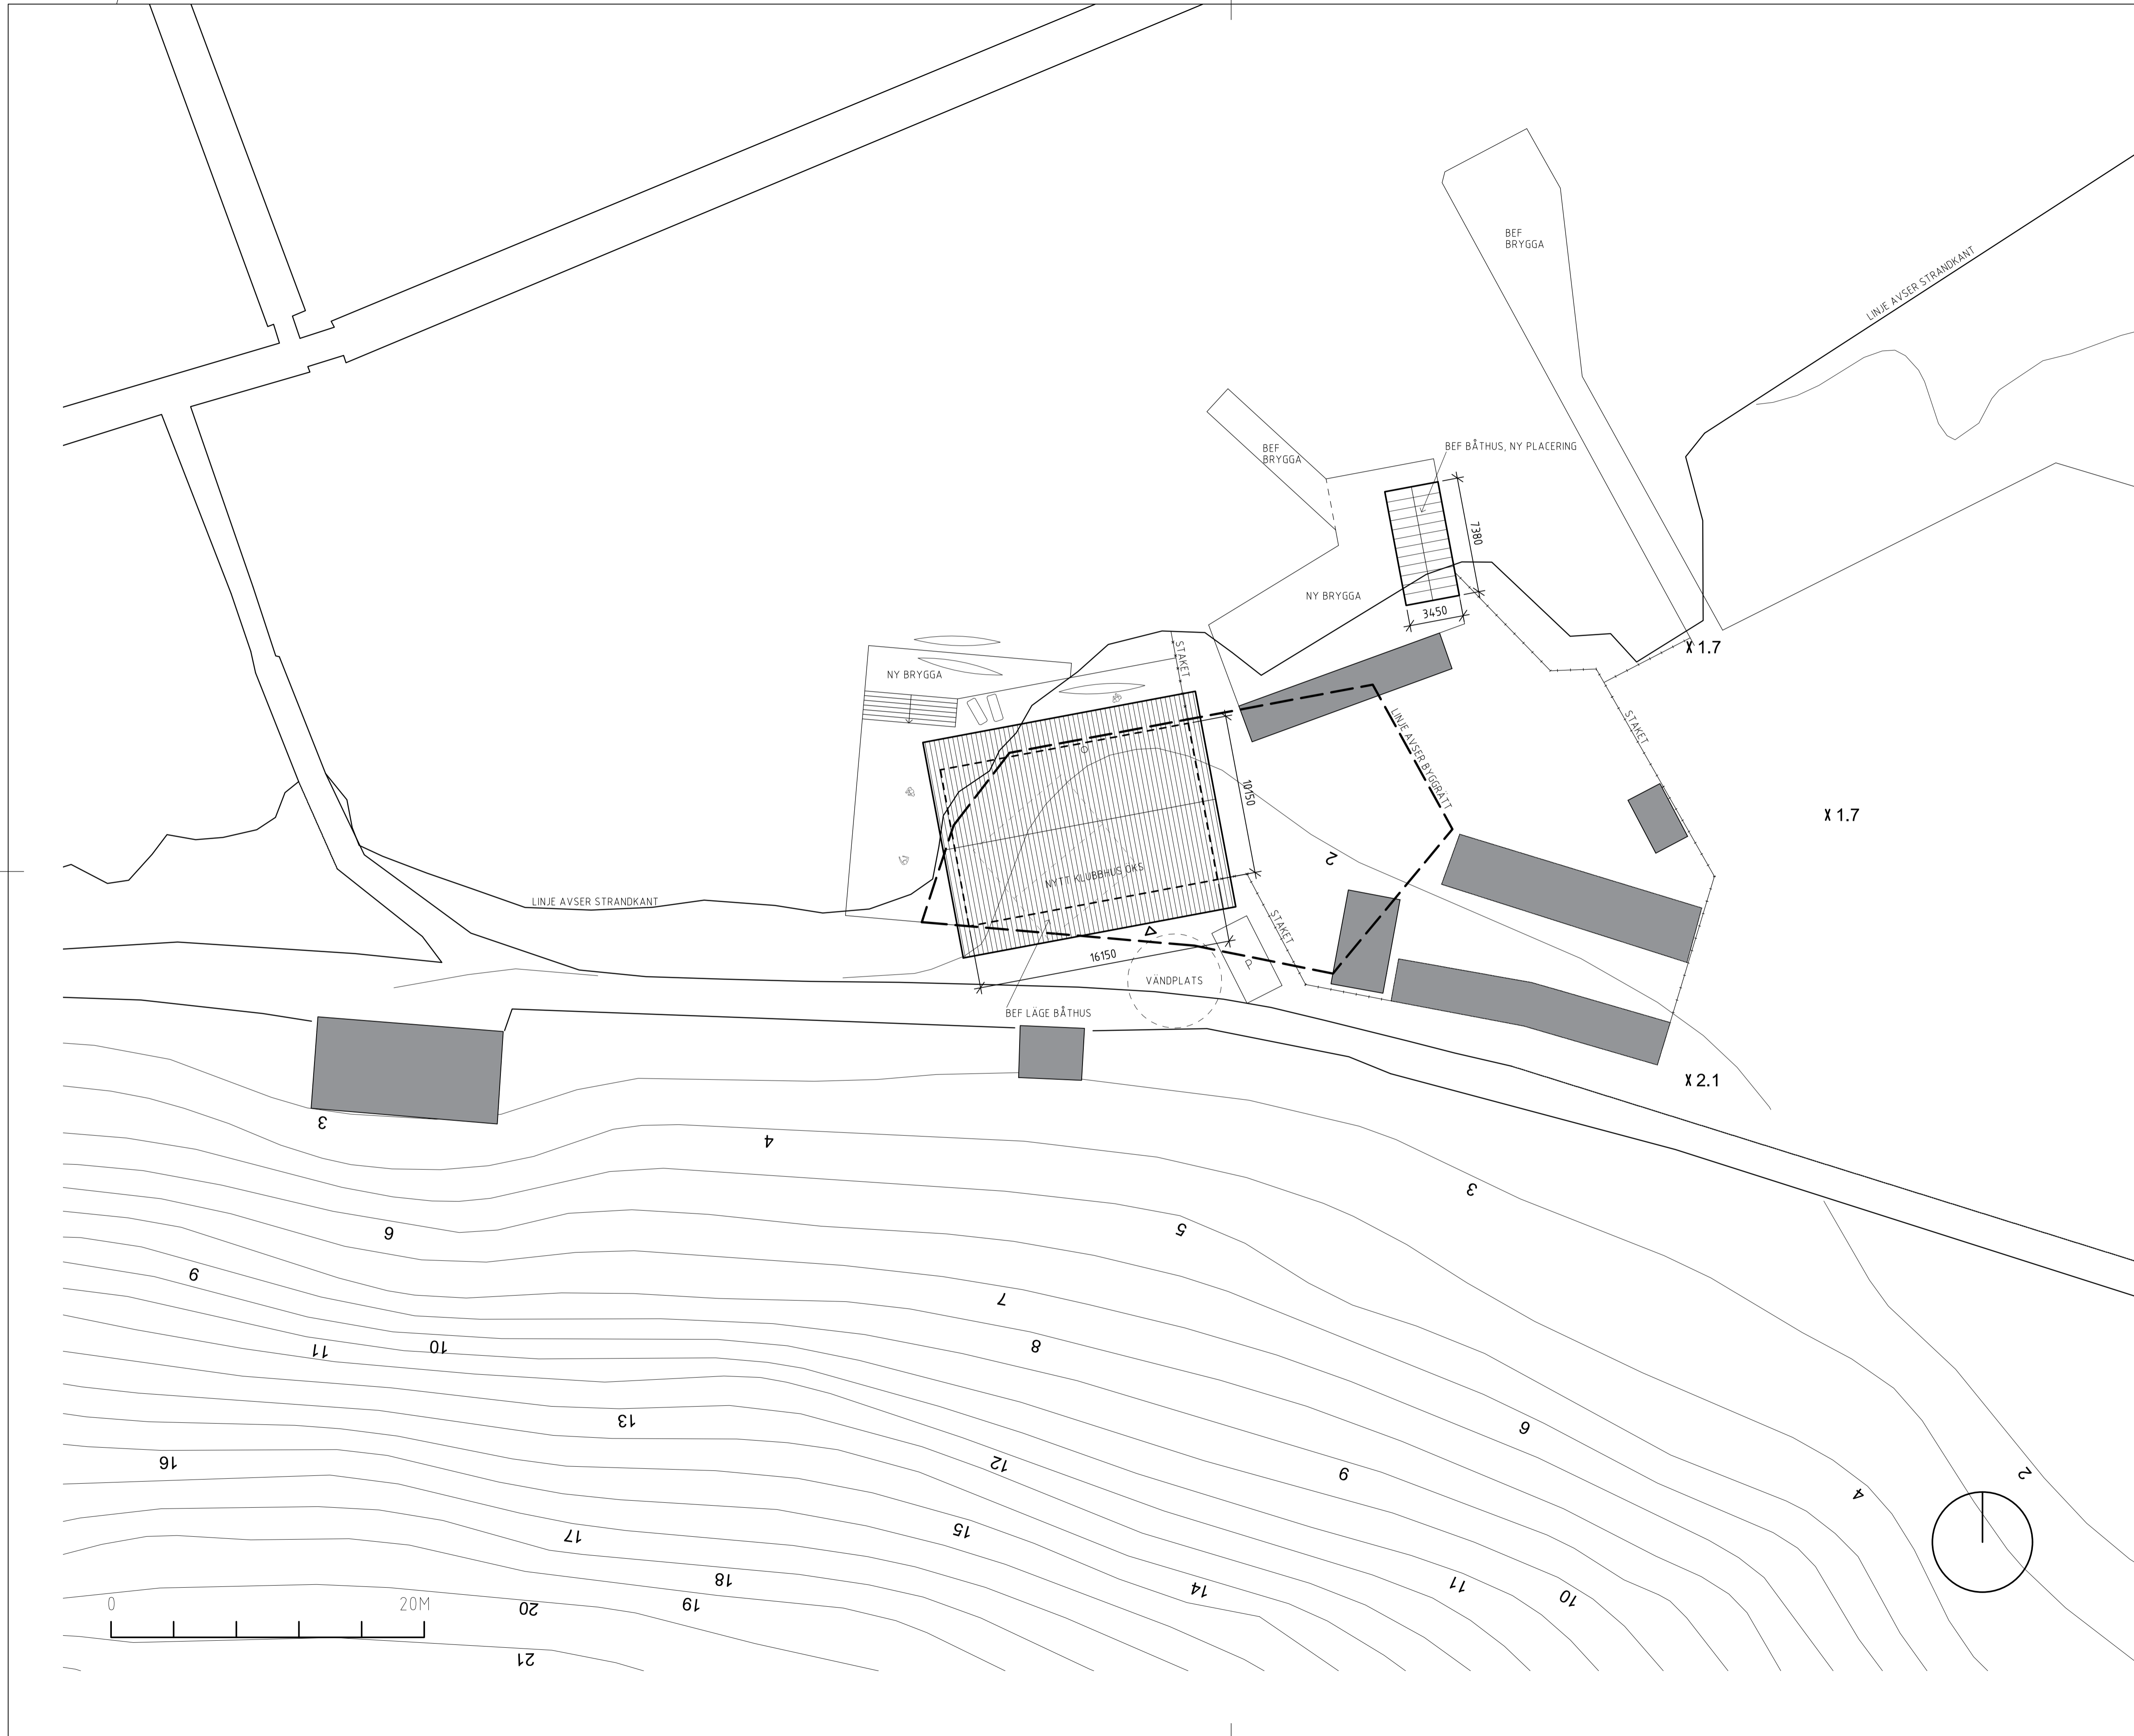 BEF
BRYGGA
LINJE AVSER STRANDKANT
BEF
BRYGGA
BEF BÅTHUS, NY PLACERING
7380
NY BRYGGA
3450
STAKET
X 1.7
NY BRYGGA
LINJE AVSER BYGGRÄTT
STAKET
10150
X 1.7
2
NYTT KLUBBHUS ÖKS
LINJE AVSER STRANDKANT
STAKET
16150
P
VÄNDPLATS
BEF LÄGE BÅTHUS
X 2.1
3
4
3
6
5
9
7
11
10
8
13
6
16
12
9
2
4
17
15
18
14
11
10
0
20M
20
19
21